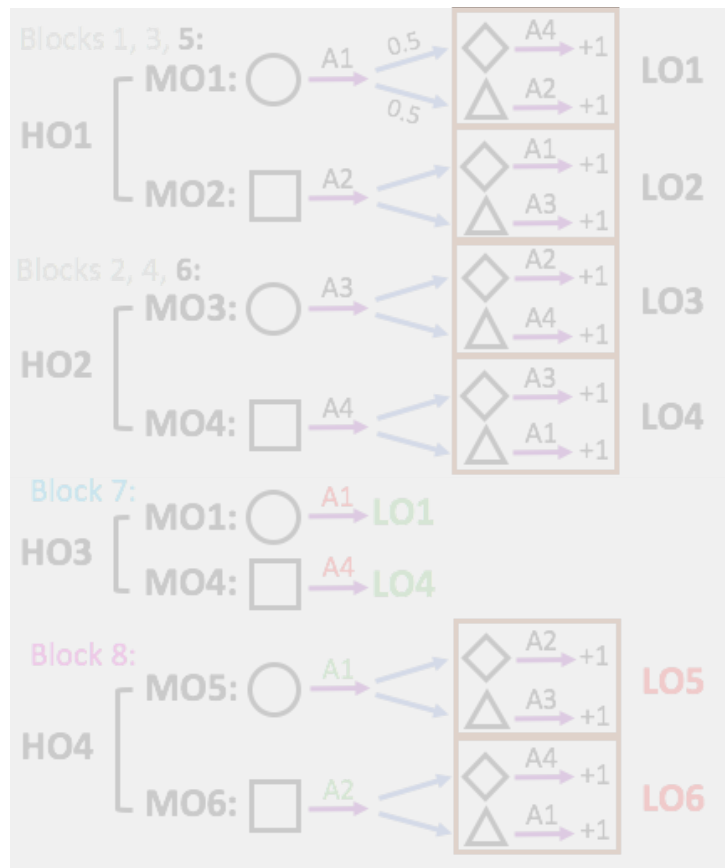 Blocks 1, 3, 5:
HO1
MO1: A1 0.5 0.5 A4 +1 A2 +1 LO1
MO2: A2 A1 +1 A3 +1 LO2
Blocks 2, 4, 6:
HO2
MO3: A3 A2 +1 A4 +1 LO3
MO4: A4 A3 +1 A1 +1 LO4
Block 7:
HO3
MO1: A1 LO1
MO4: A4 LO4
Block 8:
HO4
MO5: A1 A2 +1 A3 +1 LO5
MO6: A2 A4 +1 A1 +1 LO6